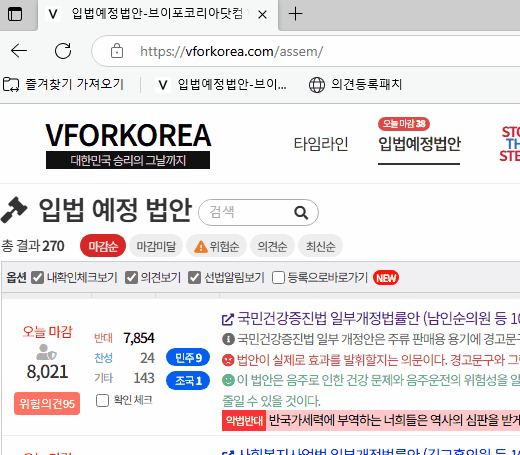 입법예정법안-브이포코리아닷컴
https://vforkorea.com/assem/
즐겨찾기 가져오기
입법예정법안-브이...
의견등록패치
VFORKOREA
대한민국 승리의 그날까지
타임라인
오늘 마감 38
입법예정법안
STO
TH
STE
입법 예정 법안
검색
총 결과 270
마감순
마감미달
위험순
의견순
최신순
옵션
내확인체크보기
의견보기
선법알림보기
등록으로바로가기
NEW
오늘 마감
8,021
위험의견95
반대 7,854
찬성 24
기타 143
확인 체크
민주 9
조국 1
국민건강증진법 일부개정법률안 (남인순의원 등 10
국민건강증진법 일부 개정안은 주류 판매용 용기에 경고문구
법안이 실제로 효과를 발휘할지는 의문이다. 경고문구와 그
이 법안은 음주로 인한 건강 문제와 음주운전의 위험성을 알
줄일 수 있을 것이다.
악법반대 반국가세력에 부역하는 너희들은 역사의 심판을 받게